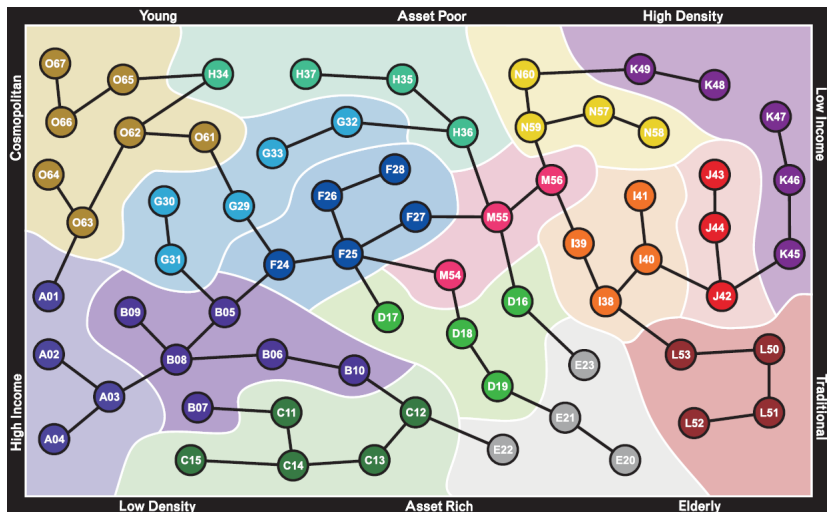 Young
Asset Poor
High Density
Cosmopolitan
Low Income
O67
O65
H34
H37
H35
N60
K49
K48
O66
O62
O61
G32
G33
H36
N59
N57
N58
K47
O64
O63
G30
G29
F28
F26
F27
M55
M56
I41
J43
K46
G31
F24
F25
M54
I39
I40
J44
K45
A01
B09
B05
D17
D18
D16
I38
J42
A02
B08
B06
B10
E23
L53
L50
A03
B07
C11
C12
D19
E21
L52
L51
A04
C15
C14
C13
E22
E20
High Income
Traditional
Low Density
Asset Rich
Elderly